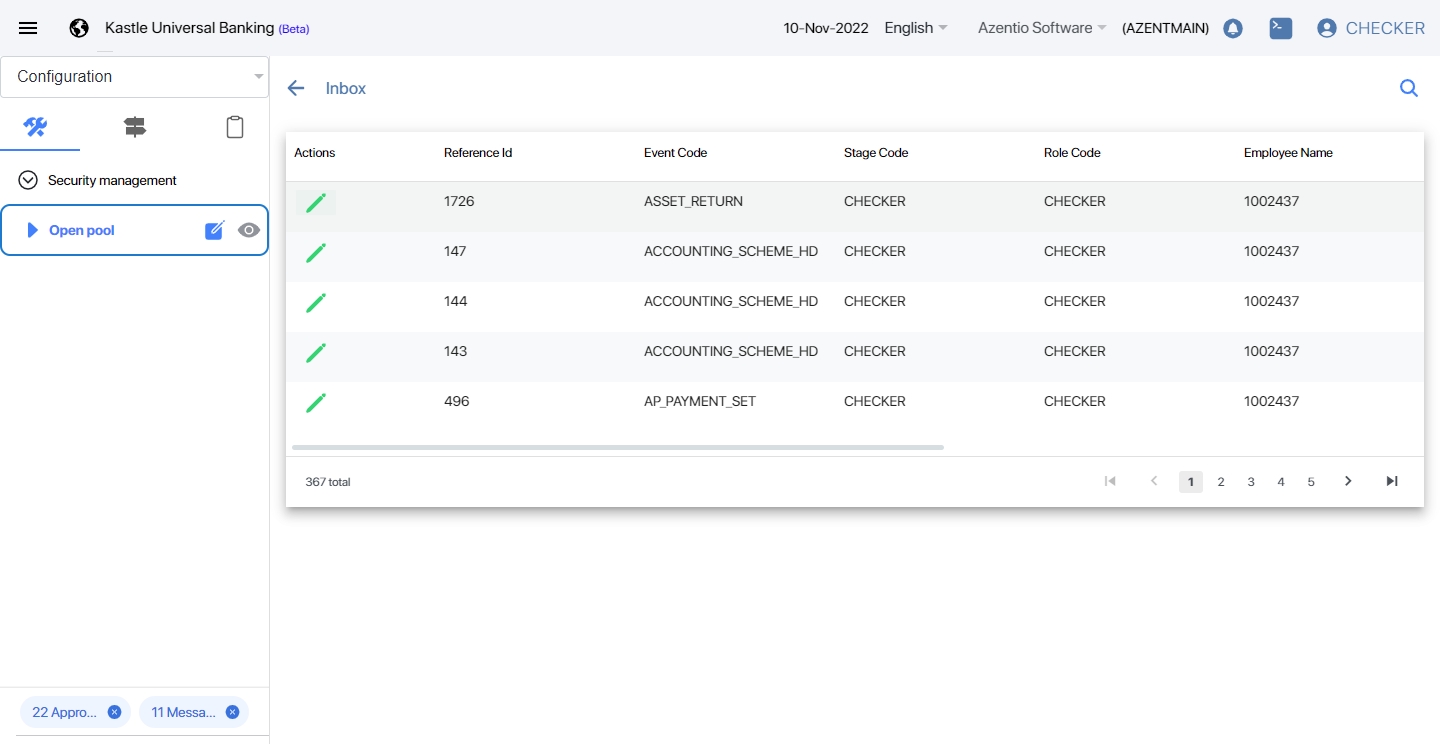 Kastle Universal Banking (Beta) 10-Nov-2022 English Azentio Software (AZENTMAIN) CHECKER
Configuration
Inbox
Security management
Open pool
Actions Reference Id Event Code Stage Code Role Code Employee Name
1726 ASSET_RETURN CHECKER CHECKER 1002437
147 ACCOUNTING_SCHEME_HD CHECKER CHECKER 1002437
144 ACCOUNTING_SCHEME_HD CHECKER CHECKER 1002437
143 ACCOUNTING_SCHEME_HD CHECKER CHECKER 1002437
496 AP_PAYMENT_SET CHECKER CHECKER 1002437
367 total 1 2 3 4 5
22 Appro... 11 Messa...